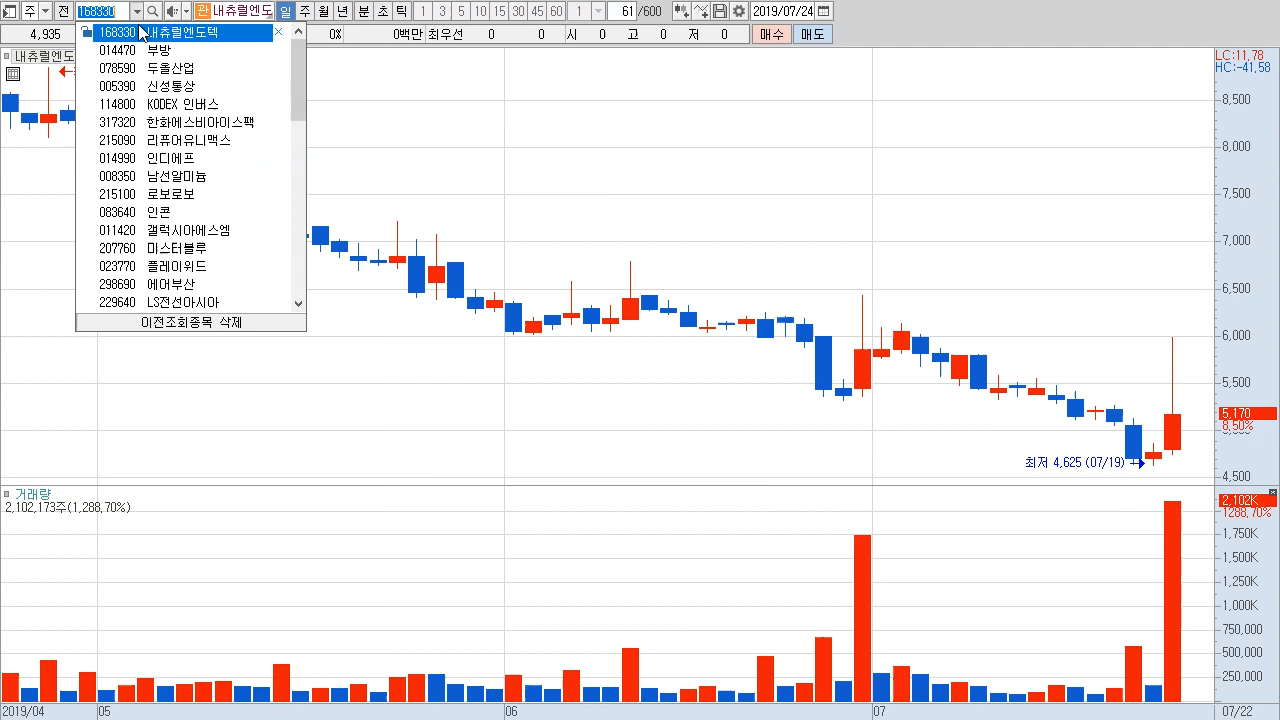 주 전 168330 관 내츄럴엔도 일 주 월 년 분 초 틱 1 3 5 10 15 30 45 60 1 61 /600 2019/07/24
4,935 0% 0백만 최우선 0 0 시 0 고 0 저 0 매수 매도
내츄럴엔도
168330 내츄럴엔도텍
014470 부방
078590 두올산업
005390 신성통상
114800 KODEX 인버스
317320 한화에스비아이스팩
215090 리퓨어유니맥스
014990 인디에프
008350 남선알미늄
215100 로보로보
083640 인콘
011420 갤럭시아에스엠
207760 미스터블루
023770 플레이위드
298690 에어부산
229640 LS전선아시아
이전조회종목 삭제
LC:11,78
HC:-41,58
8,500
8,000
7,500
7,000
6,500
6,000
5,500
5,170
8,50%
4,500
최저 4,625 (07/19)
거래량
2,102,173주(1,288,70%)
2,102K
1288,70%
1,750K
1,500K
1,250K
1,000K
750,000
500,000
250,000
2019/04 05 06 07 07/22